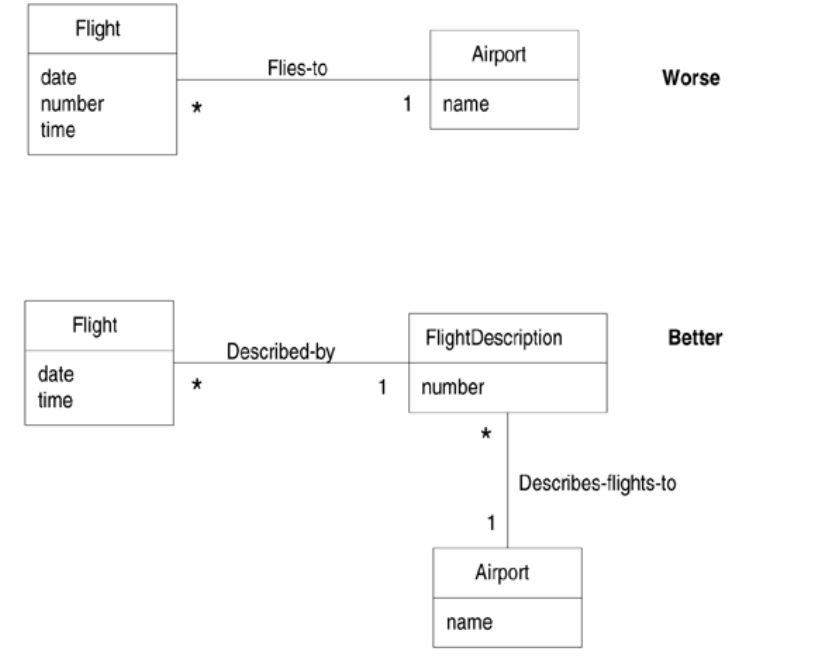 Flight
date
number
time
Flies-to
*
1
Airport
name
Worse
Flight
date
time
Described-by
*
1
FlightDescription
number
Better
*
Describes-flights-to
1
Airport
name